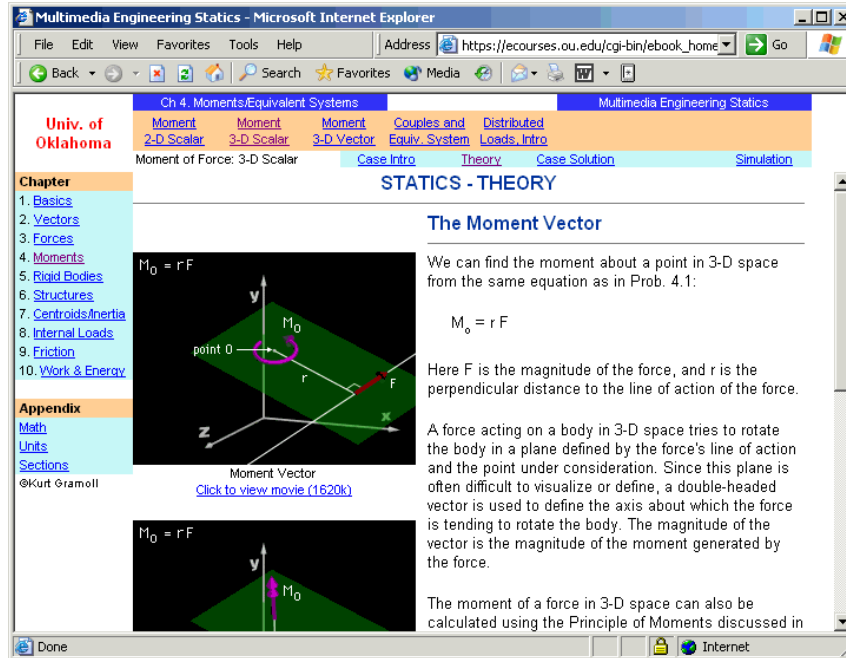 Multimedia Engineering Statics - Microsoft Internet Explorer
File Edit View Favorites Tools Help
Address https://ecourses.ou.edu/cgi-bin/ebook_home Go
Back Search Favorites Media
Ch 4. Moments/Equivalent Systems
Multimedia Engineering Statics
Univ. of
Oklahoma
Moment
2-D Scalar
Moment
3-D Scalar
Moment
3-D Vector
Couples and
Equiv. System
Distributed
Loads, Intro
Moment of Force: 3-D Scalar
Case Intro
Theory
Case Solution
Simulation
Chapter
1. Basics
2. Vectors
3. Forces
4. Moments
5. Rigid Bodies
6. Structures
7. Centroids/Inertia
8. Internal Loads
9. Friction
10. Work & Energy
Appendix
Math
Units
Sections
©Kurt Gramoll
STATICS - THEORY
M0 = r F
y
M0
point 0
r
F
x
z
Moment Vector
Click to view movie (1620k)
M0 = r F
y
M0
The Moment Vector
We can find the moment about a point in 3-D space
from the same equation as in Prob. 4.1:
Mo = r F
Here F is the magnitude of the force, and r is the
perpendicular distance to the line of action of the force.
A force acting on a body in 3-D space tries to rotate
the body in a plane defined by the force's line of action
and the point under consideration. Since this plane is
often difficult to visualize or define, a double-headed
vector is used to define the axis about which the force
is tending to rotate the body. The magnitude of the
vector is the magnitude of the moment generated by
the force.
The moment of a force in 3-D space can also be
calculated using the Principle of Moments discussed in
Done
Internet